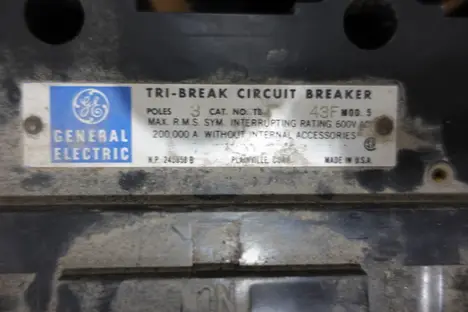 TRI-BREAK CIRCUIT BREAKER
POLES 3 CAT. NO. TB 43F MOD. 5
MAX. R.M.S. SYM. INTERRUPTING RATING 600V AC
200,000 A WITHOUT INTERNAL ACCESSORIES
GE
GENERAL
ELECTRIC
N.P. PLAINVILLE, CONN. MADE IN U.S.A.
ON